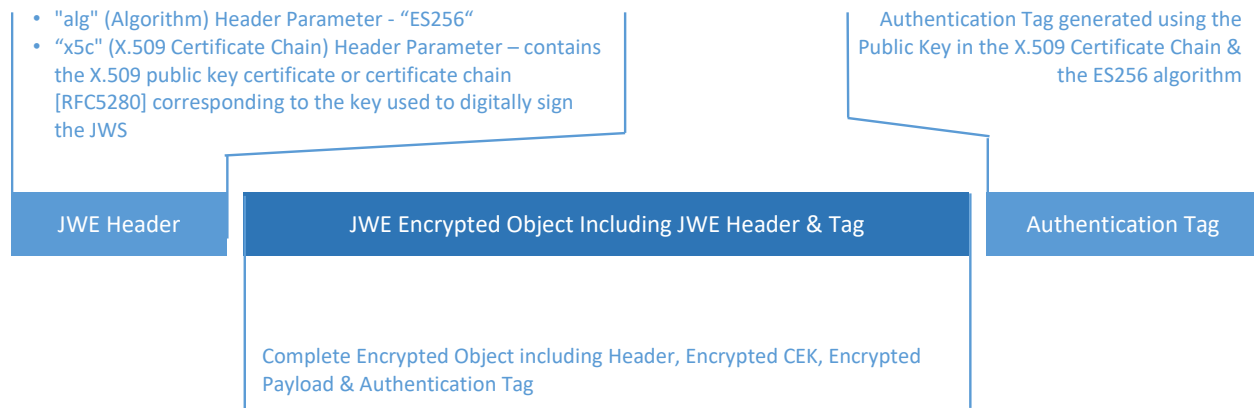 • "alg" (Algorithm) Header Parameter - “ES256“
• “x5c" (X.509 Certificate Chain) Header Parameter – contains
the X.509 public key certificate or certificate chain
[RFC5280] corresponding to the key used to digitally sign
the JWS
Authentication Tag generated using the
Public Key in the X.509 Certificate Chain &
the ES256 algorithm
JWE Header
JWE Encrypted Object Including JWE Header & Tag
Authentication Tag
Complete Encrypted Object including Header, Encrypted CEK, Encrypted
Payload & Authentication Tag